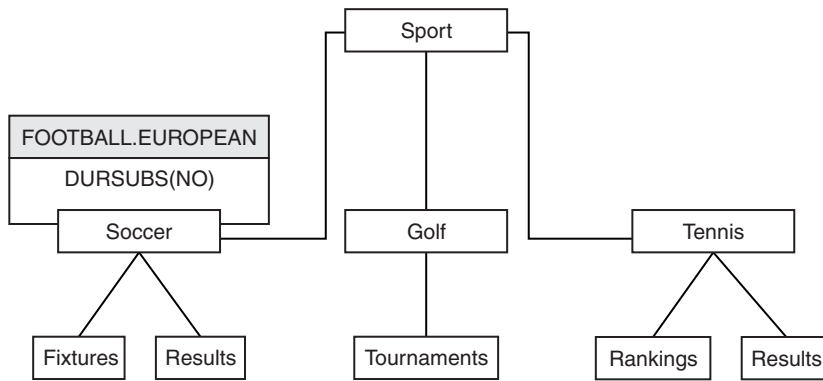 Sport
FOOTBALL.EUROPEAN
DURSUBS(NO)
Soccer
Golf
Tennis
Fixtures
Results
Tournaments
Rankings
Results